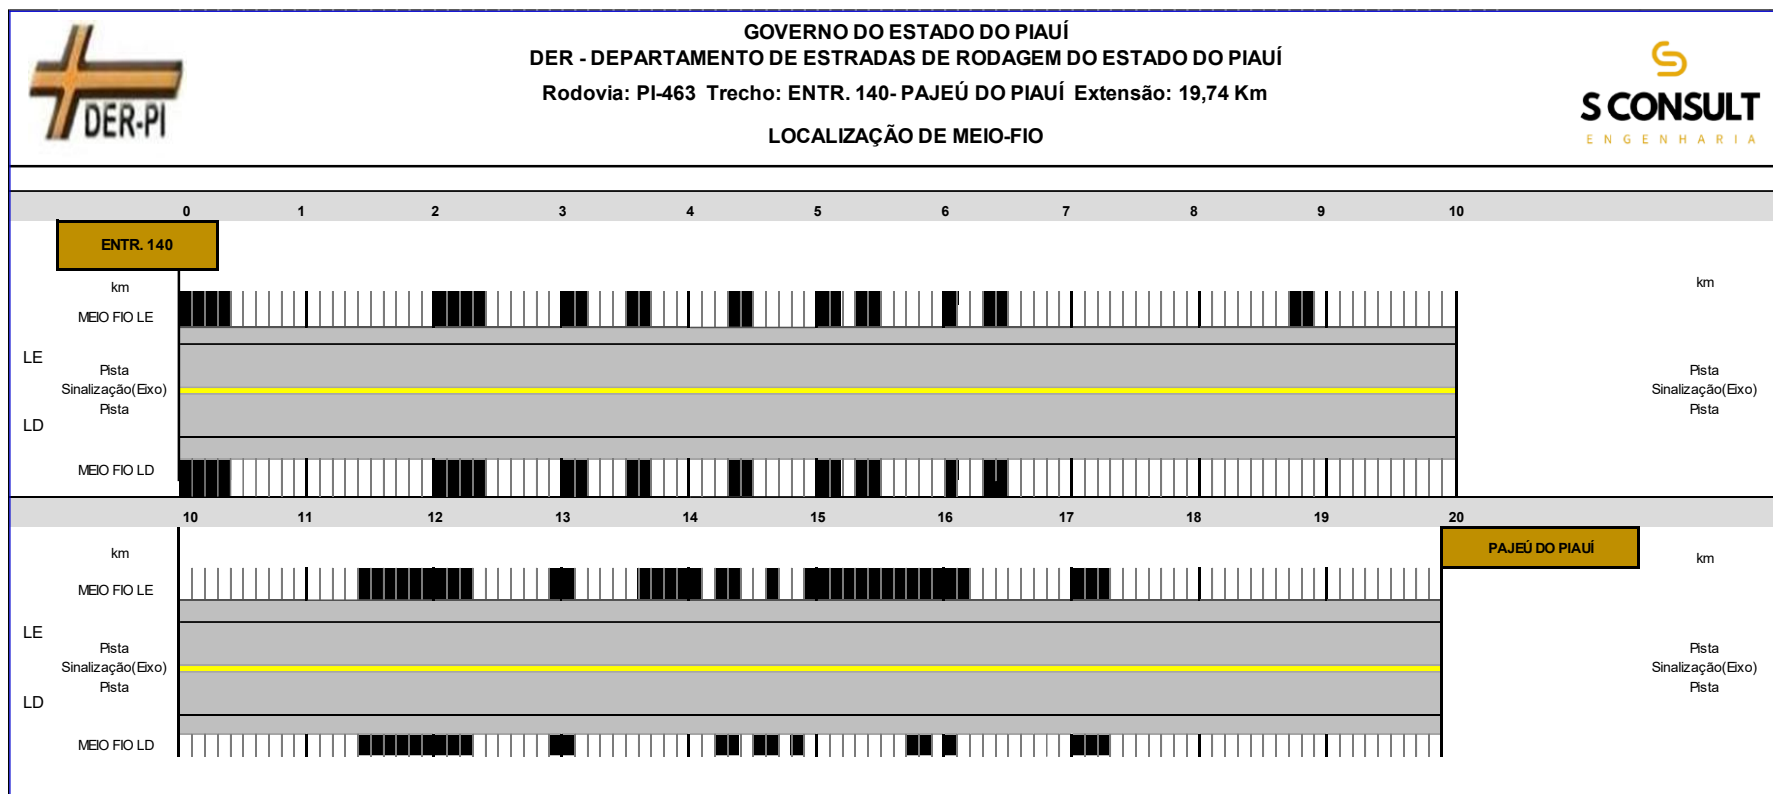 DER-PI
GOVERNO DO ESTADO DO PIAUÍ
DER - DEPARTAMENTO DE ESTRADAS DE RODAGEM DO ESTADO DO PIAUÍ
Rodovia: PI-463 Trecho: ENTR. 140- PAJEÚ DO PIAUÍ Extensão: 19,74 Km
LOCALIZAÇÃO DE MEIO-FIO
S CONSULT
ENGENHARIA
0 1 2 3 4 5 6 7 8 9 10
ENTR. 140
km km
MEIO FIO LE
LE
Pista Pista
Sinalização(Eixo) Sinalização(Eixo)
Pista Pista
LD
MEIO FIO LD
10 11 12 13 14 15 16 17 18 19 20
PAJEÚ DO PIAUÍ
km km
MEIO FIO LE
LE
Pista Pista
Sinalização(Eixo) Sinalização(Eixo)
Pista Pista
LD
MEIO FIO LD